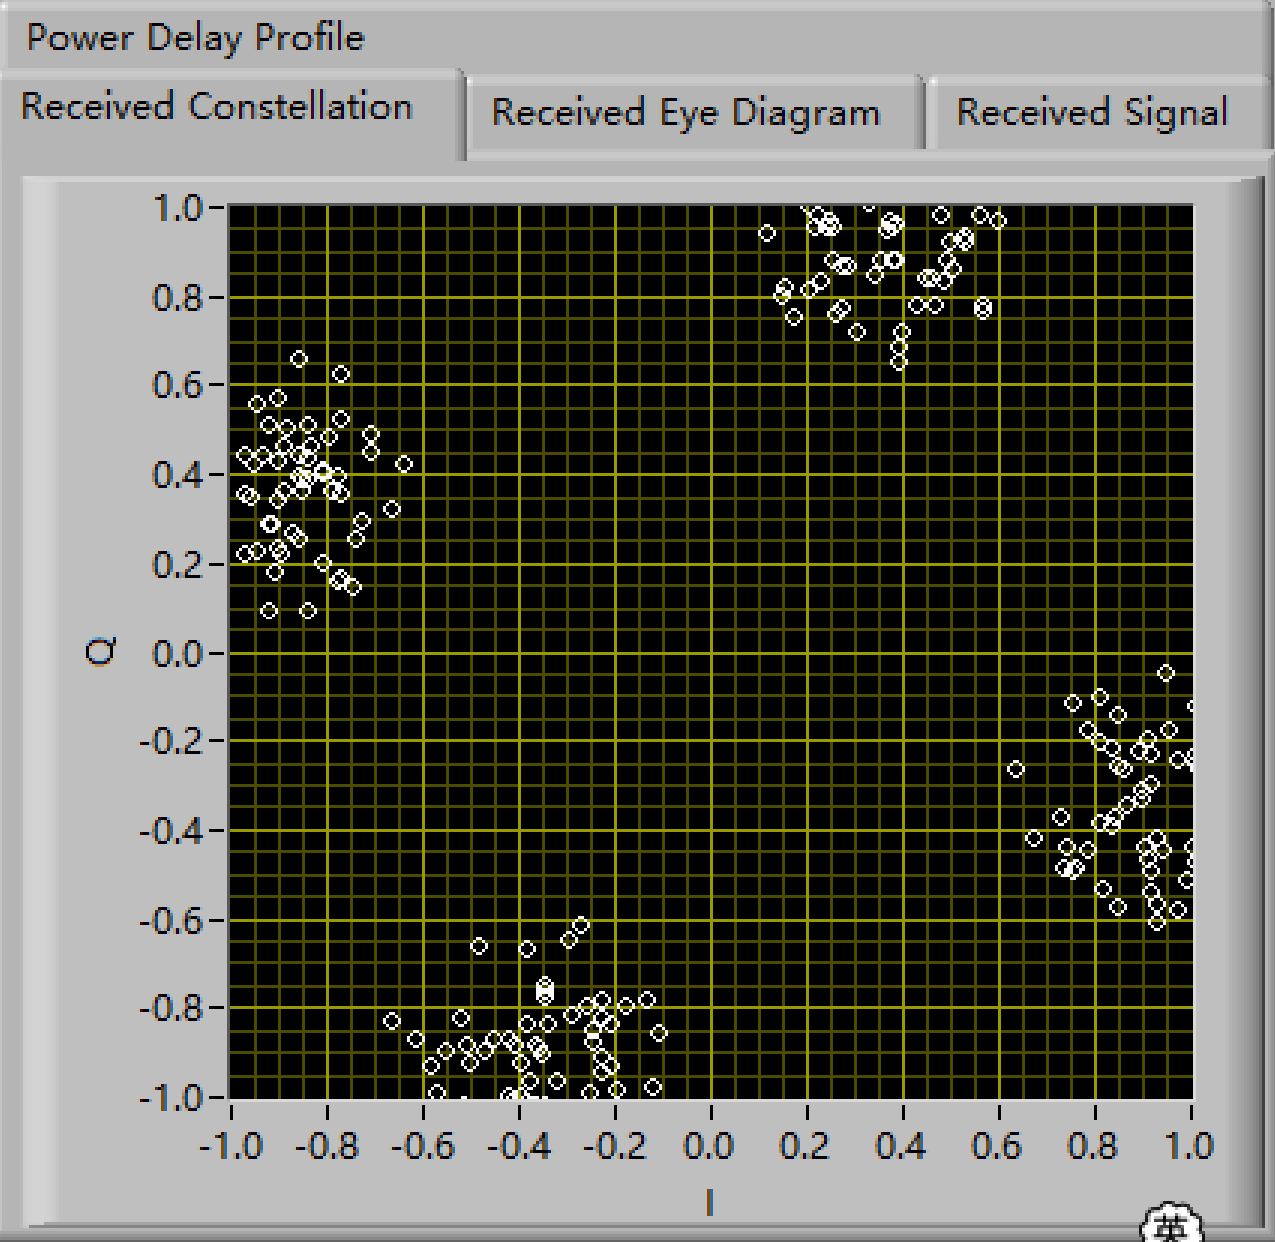 Power Delay Profile
Received Constellation
Received Eye Diagram
Received Signal
1.0
0.8
0.6
0.4
0.2
0.0
-0.2
-0.4
-0.6
-0.8
-1.0
Q
-1.0 -0.8 -0.6 -0.4 -0.2 0.0 0.2 0.4 0.6 0.8 1.0
I
英